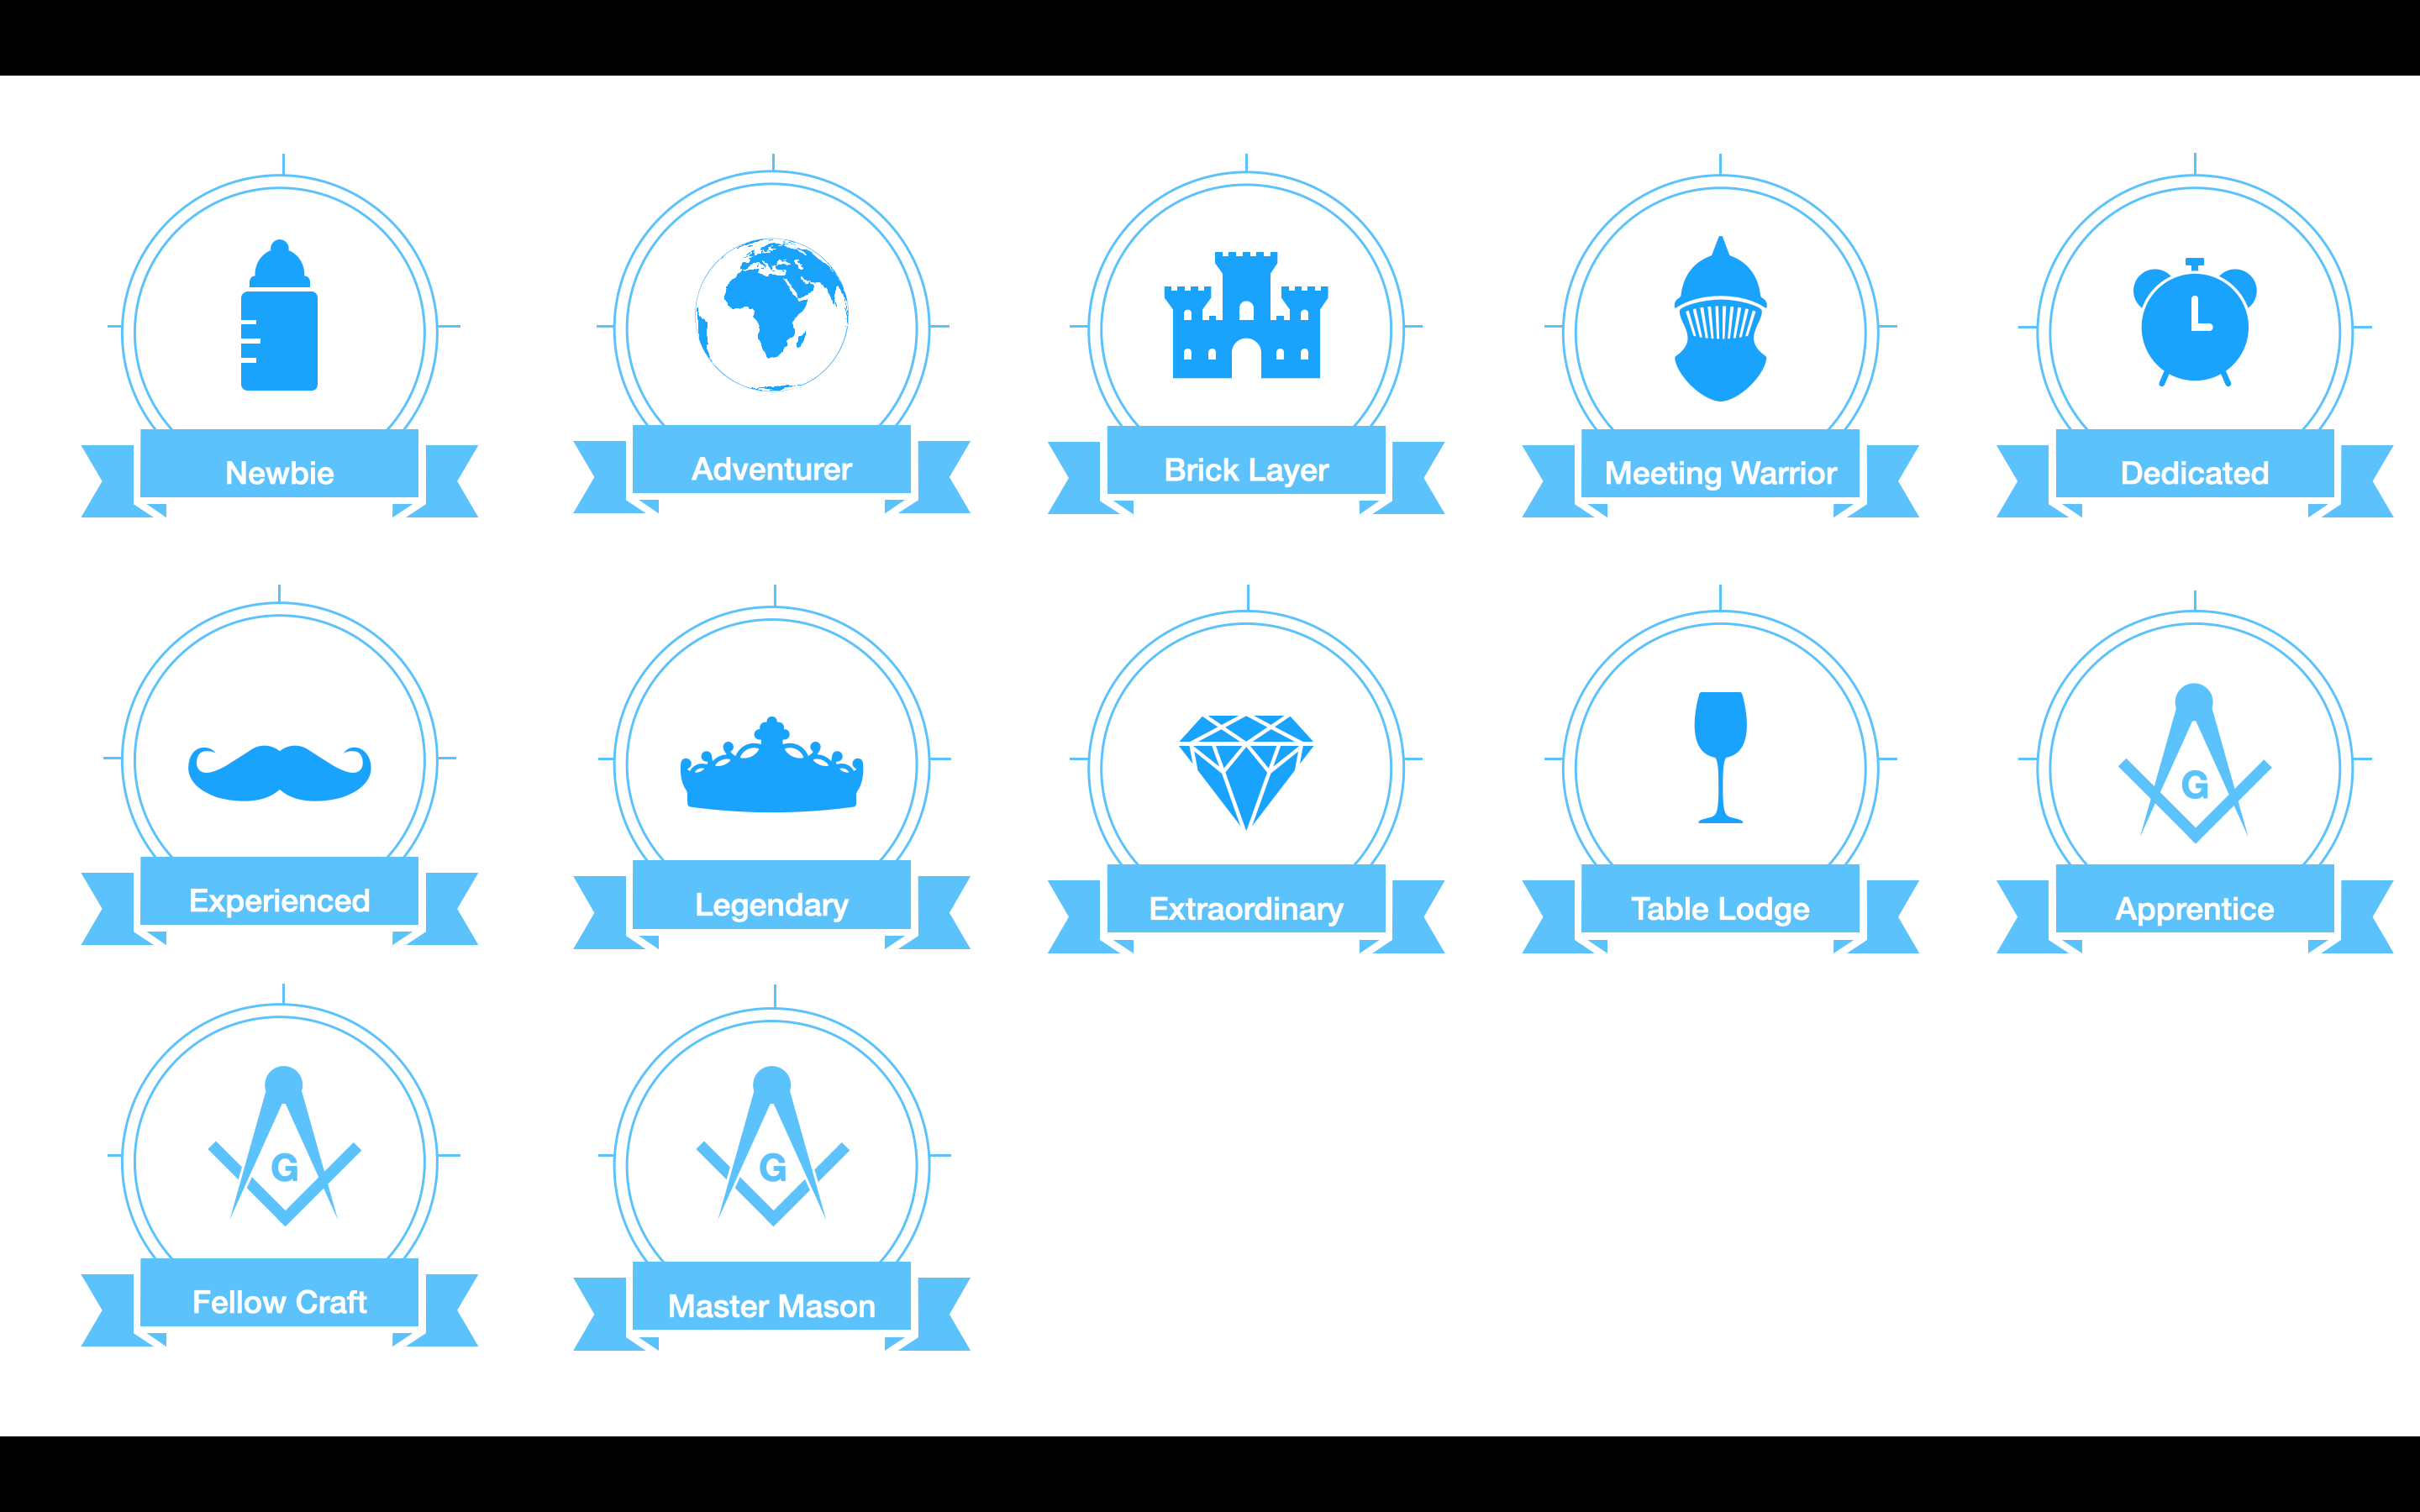 Newbie
Adventurer
Brick Layer
Meeting Warrior
Dedicated
Experienced
Legendary
Extraordinary
Table Lodge
G
Apprentice
G
Fellow Craft
G
Master Mason